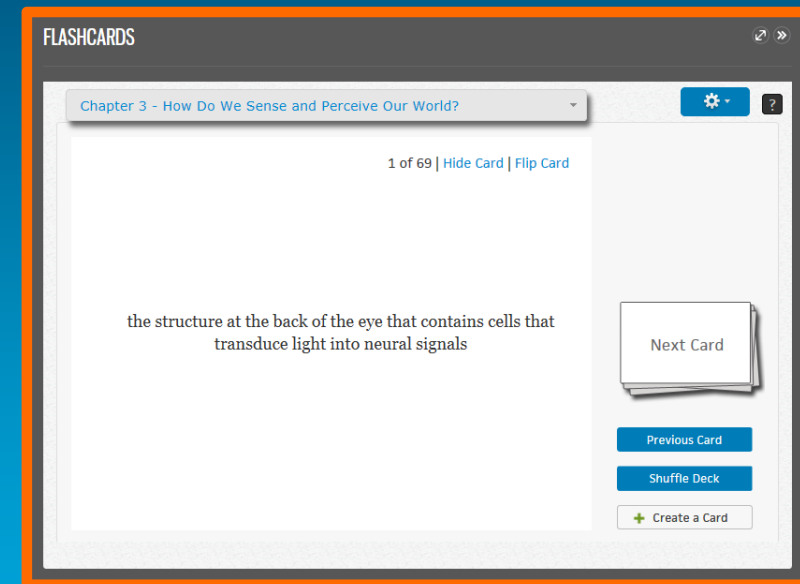 FLASHCARDS
Chapter 3 - How Do We Sense and Perceive Our World?
?
1 of 69 | Hide Card | Flip Card
the structure at the back of the eye that contains cells that
transduce light into neural signals
Next Card
Previous Card
Shuffle Deck
+ Create a Card